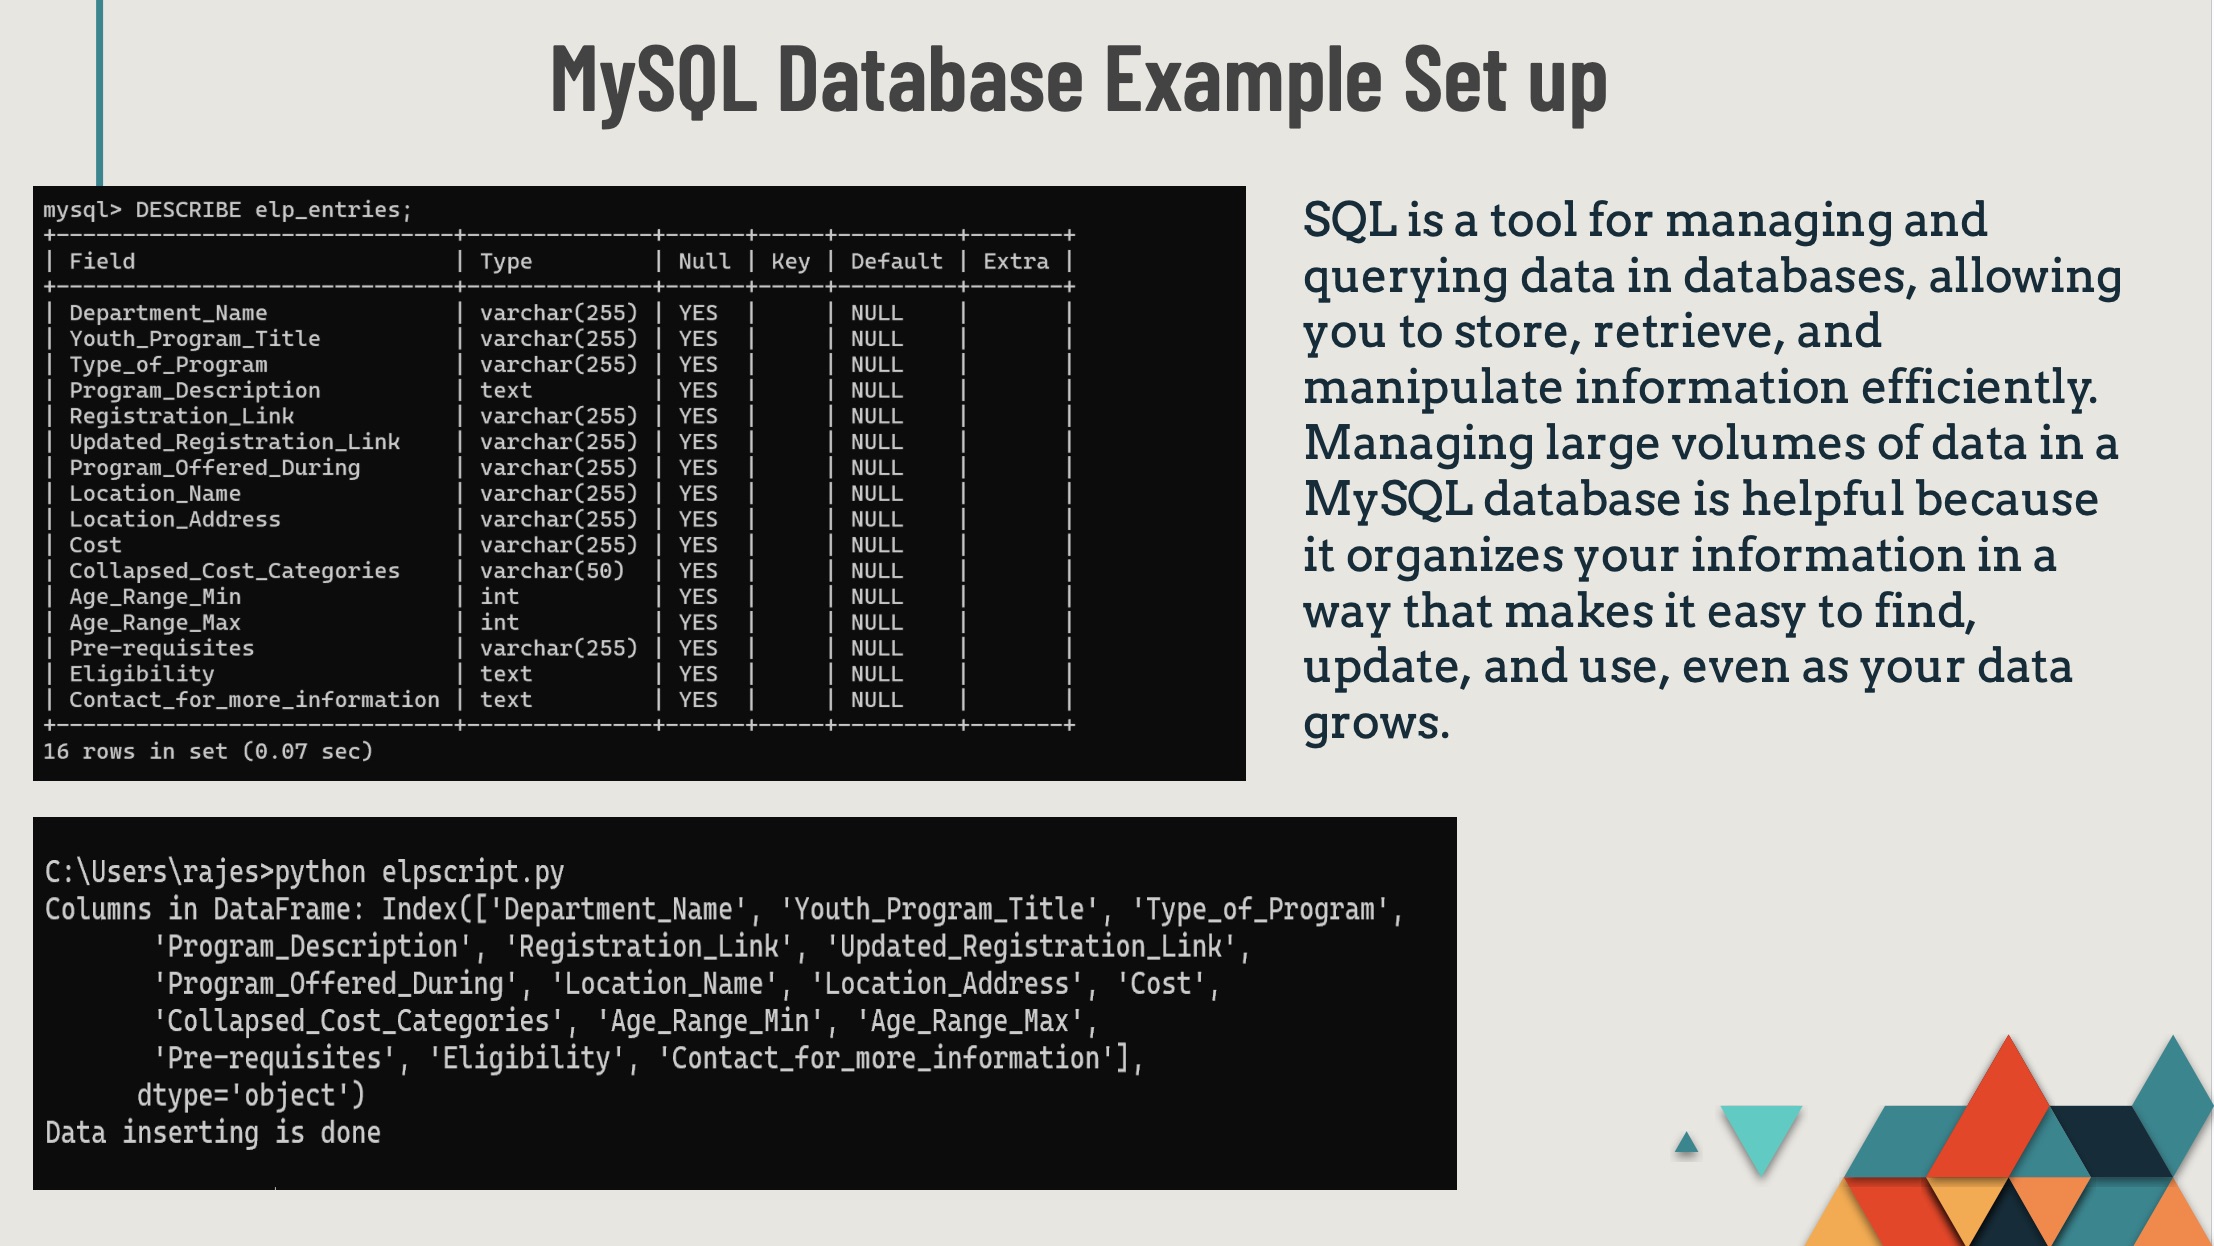 MySQL Database Example Set up
mysql> DESCRIBE elp_entries;
+------------------------------+--------------+------+-----+---------+-------+
| Field                        | Type         | Null | Key | Default | Extra |
+------------------------------+--------------+------+-----+---------+-------+
| Department_Name              | varchar(255) | YES  |     | NULL    |       |
| Youth_Program_Title          | varchar(255) | YES  |     | NULL    |       |
| Type_of_Program              | varchar(255) | YES  |     | NULL    |       |
| Program_Description          | text         | YES  |     | NULL    |       |
| Registration_Link            | varchar(255) | YES  |     | NULL    |       |
| Updated_Registration_Link    | varchar(255) | YES  |     | NULL    |       |
| Program_Offered_During       | varchar(255) | YES  |     | NULL    |       |
| Location_Name                | varchar(255) | YES  |     | NULL    |       |
| Location_Address             | varchar(255) | YES  |     | NULL    |       |
| Cost                         | varchar(255) | YES  |     | NULL    |       |
| Collapsed_Cost_Categories    | varchar(50)  | YES  |     | NULL    |       |
| Age_Range_Min                | int          | YES  |     | NULL    |       |
| Age_Range_Max                | int          | YES  |     | NULL    |       |
| Pre-requisites               | varchar(255) | YES  |     | NULL    |       |
| Eligibility                  | text         | YES  |     | NULL    |       |
| Contact_for_more_information | text         | YES  |     | NULL    |       |
+------------------------------+--------------+------+-----+---------+-------+
16 rows in set (0.07 sec)
SQL is a tool for managing and
querying data in databases, allowing
you to store, retrieve, and
manipulate information efficiently.
Managing large volumes of data in a
MySQL database is helpful because
it organizes your information in a
way that makes it easy to find,
update, and use, even as your data
grows.
C:\Users\rajes>python elpscript.py
Columns in DataFrame: Index(['Department_Name', 'Youth_Program_Title', 'Type_of_Program',
       'Program_Description', 'Registration_Link', 'Updated_Registration_Link',
       'Program_Offered_During', 'Location_Name', 'Location_Address', 'Cost',
       'Collapsed_Cost_Categories', 'Age_Range_Min', 'Age_Range_Max',
       'Pre-requisites', 'Eligibility', 'Contact_for_more_information'],
      dtype='object')
Data inserting is done